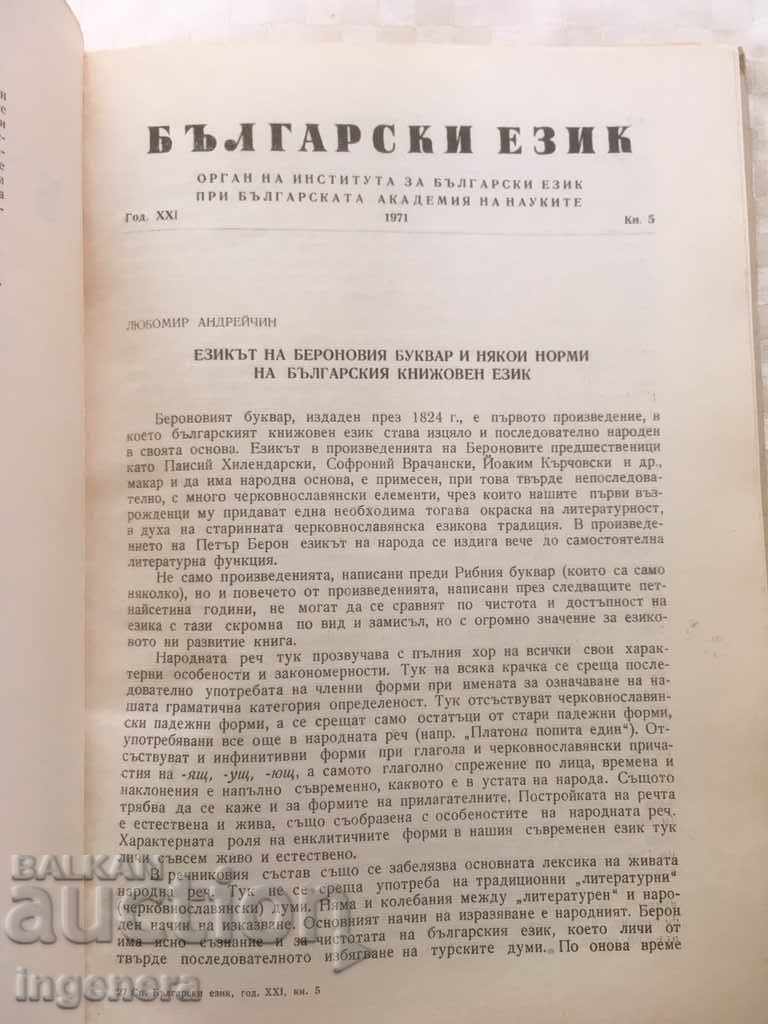 БЪЛГАРСКИ ЕЗИК
ОРГАН НА ИНСТИТУТА ЗА БЪЛГАРСКИ ЕЗИК
ПРИ БЪЛГАРСКАТА АКАДЕМИЯ НА НАУКИТЕ
Год. XXI 1971 Кн. 5
ЛЮБОМИР АНДРЕЙЧИН
ЕЗИКЪТ НА БЕРОНОВИЯ БУКВАР И НЯКОИ НОРМИ
НА БЪЛГАРСКИЯ КНИЖОВЕН ЕЗИК
Бероновият буквар, издаден през 1824 г., е първото произведение, в
което българският книжовен език става изцяло и последователно народен
в своята основа. Езикът в произведенията на Бероновите предшественици
като Паисий Хилендарски, Софроний Врачански, Йоаким Кърчовски и др.,
макар и да има народна основа, е примесен, при това твърде непоследова-
телно, с много черковнославянски елементи, чрез които нашите първи въз-
рожденци му придават една необходима тогава окраска на литературност,
в духа на старинната черковнославянска езикова традиция. В произведе-
нието на Петър Берон езикът на народа се издига вече до самостоятелна
литературна функция.
Не само произведенията, написани преди Рибния буквар (които са само
няколко), но и повечето от произведенията, написани през следващите пет-
найсетина години, не могат да се сравнят по чистота и достъпност на
езика с тази скромна по вид и замисъл, но с огромно значение за езико-
вото ни развитие книга.
Народната реч тук прозвучава с пълния хор на всички свои харак-
терни особености и закономерности. Тук на всяка крачка се среща после-
дователно употребата на членни форми при имената за означаване на на-
шата граматична категория определеност. Тук отсъствуват черковнославян-
ски падежни форми, а се срещат само остатъци от стари падежни форми,
употребявани все още в народната реч (напр. „Платона попита един“). От-
съствуват и инфинитивни форми при глагола и черковнославянски прича-
стия на -ящ, -ущ, -ющ, а самото глаголно спрежение по лица, времена и
наклонения е напълно съвременно, каквото е в устата на народа. Същото
трябва да се каже и за формите на прилагателните. Постройката на речта
е естествена и жива, също съобразена с особеностите на народната реч.
Характерната роля на енклитичните форми в нашия съвременен език тук
личи съвсем живо и естествено.
В речниковия състав също се забелязва основната лексика на живата
народна реч. Тук не се среща употреба на традиционни „литературни“
(черковнославянски) думи. Няма и колебания между „литературен“ и наро-
ден начин на изказване. Основният начин на изразяване е народният. Берон
има ясно съзнание и за чистотата на българския език, което личи от
твърде последователното избягване на турските думи. По онова време
27 Сп. Български език, год. XXI, кн. 5
BALKAN
auction
ingenera